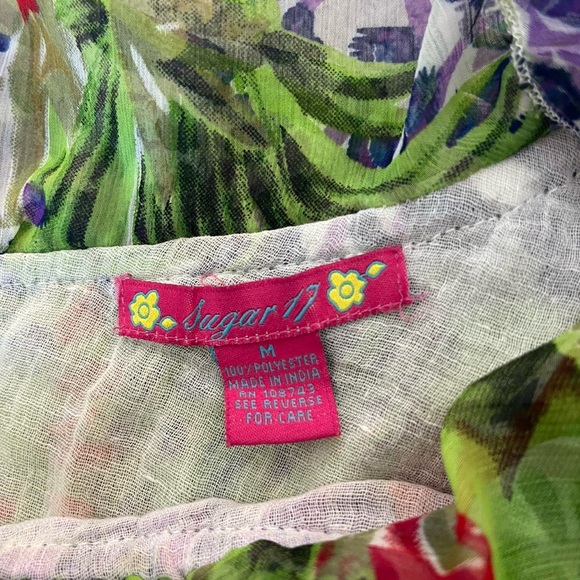 Sugar 17
M
100% POLYESTER
MADE IN INDIA
RN 108743
SEE REVERSE
FOR CARE